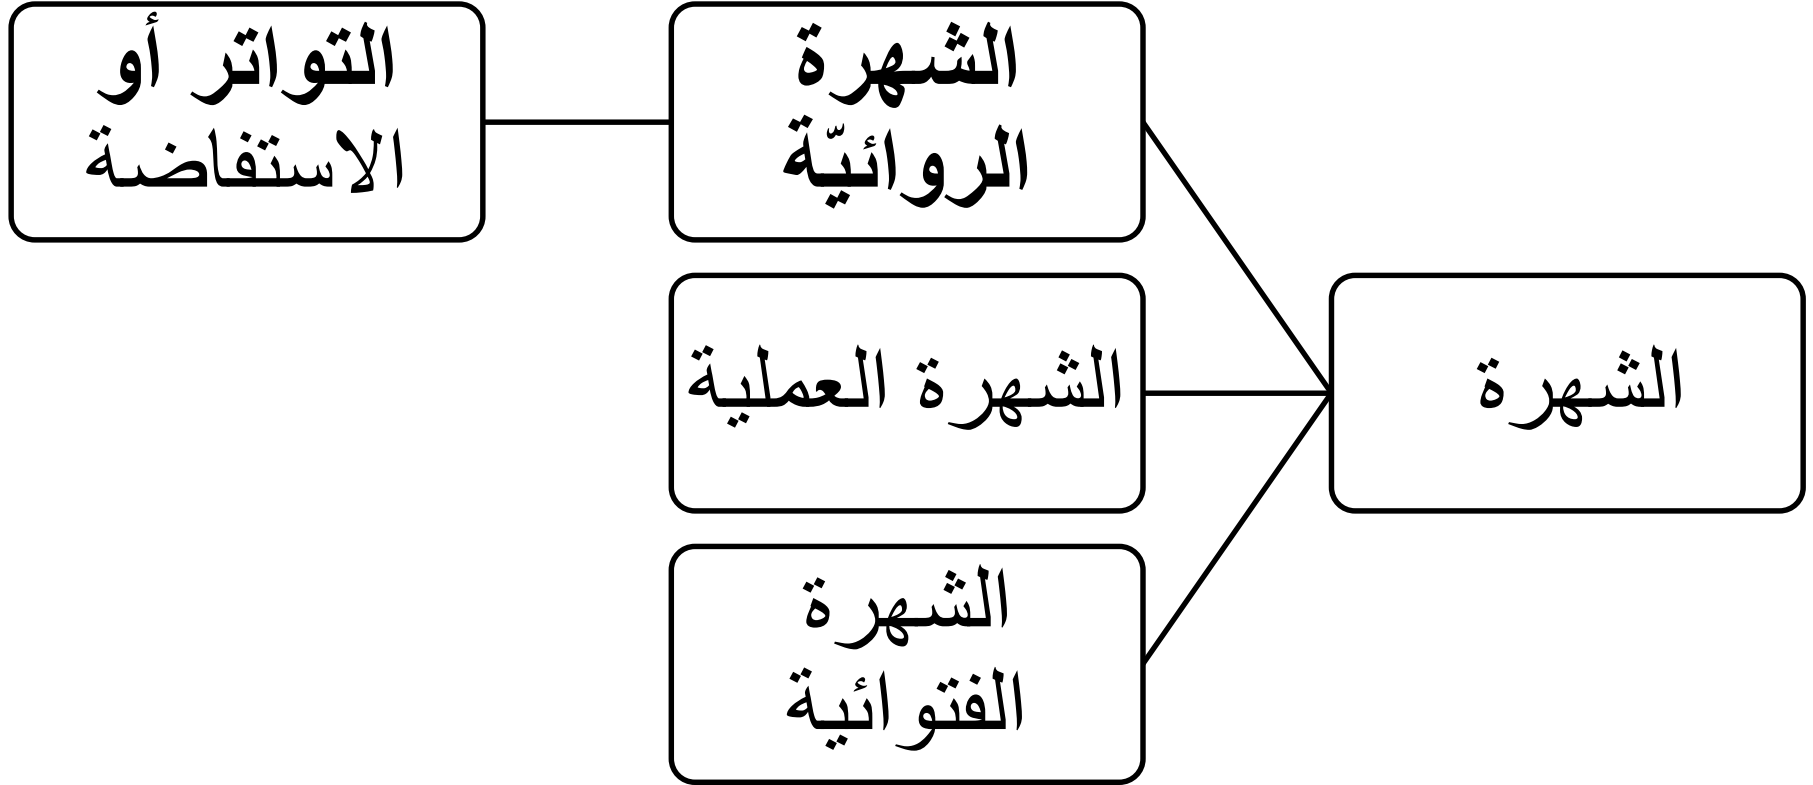 الشهرة
الشهرة
الروائيّة
التواتر أو
الاستفاضة
الشهرة العملية
الشهرة
الفتوائية